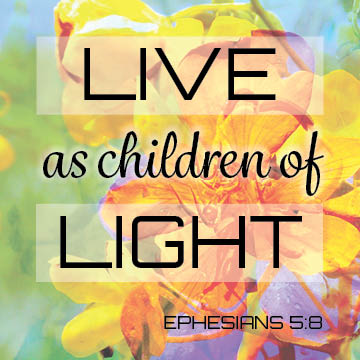 LIVE
as children of
LIGHT
EPHESIANS 5:8